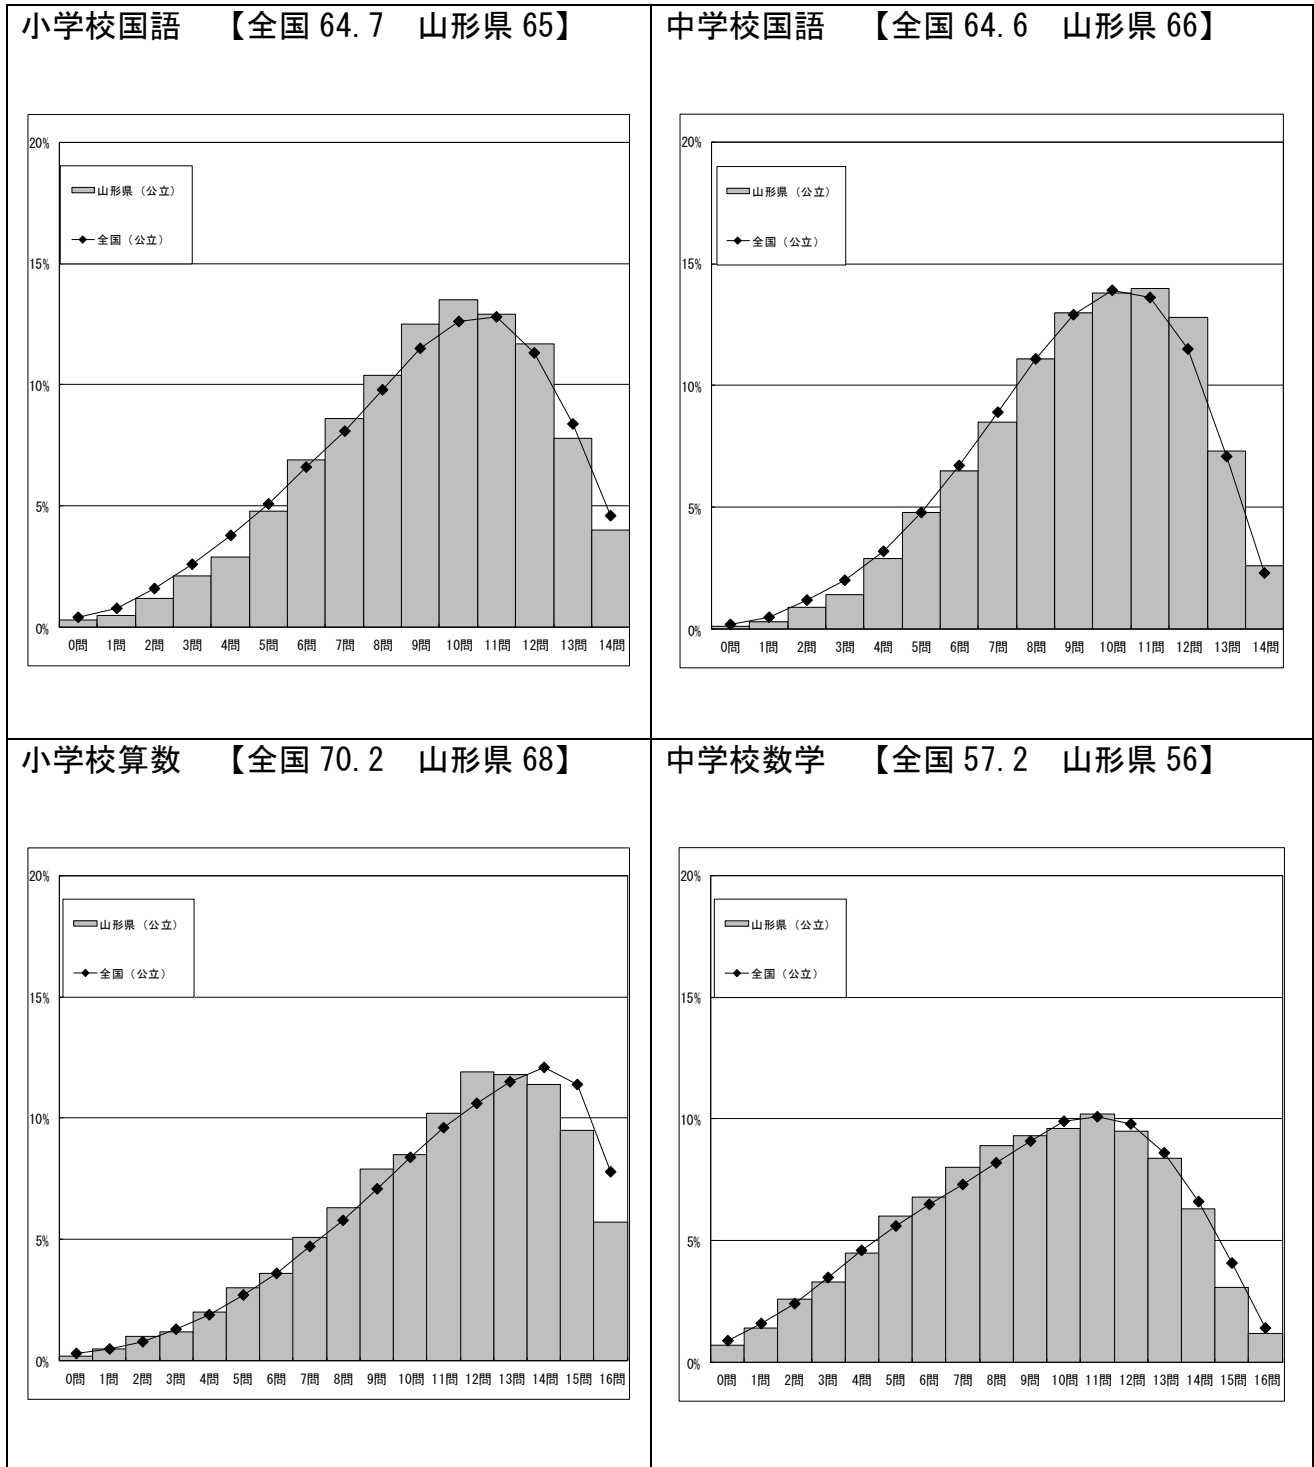 小学校国語 【全国 64.7 山形県 65】
20%
15%
10%
5%
0%
山形県（公立）
全国（公立）
0問 1問 2問 3問 4問 5問 6問 7問 8問 9問 10問 11問 12問 13問 14問
中学校国語 【全国 64.6 山形県 66】
20%
15%
10%
5%
0%
山形県（公立）
全国（公立）
0問 1問 2問 3問 4問 5問 6問 7問 8問 9問 10問 11問 12問 13問 14問
小学校算数 【全国 70.2 山形県 68】
20%
15%
10%
5%
0%
山形県（公立）
全国（公立）
0問 1問 2問 3問 4問 5問 6問 7問 8問 9問 10問 11問 12問 13問 14問 15問 16問
中学校数学 【全国 57.2 山形県 56】
20%
15%
10%
5%
0%
山形県（公立）
全国（公立）
0問 1問 2問 3問 4問 5問 6問 7問 8問 9問 10問 11問 12問 13問 14問 15問 16問